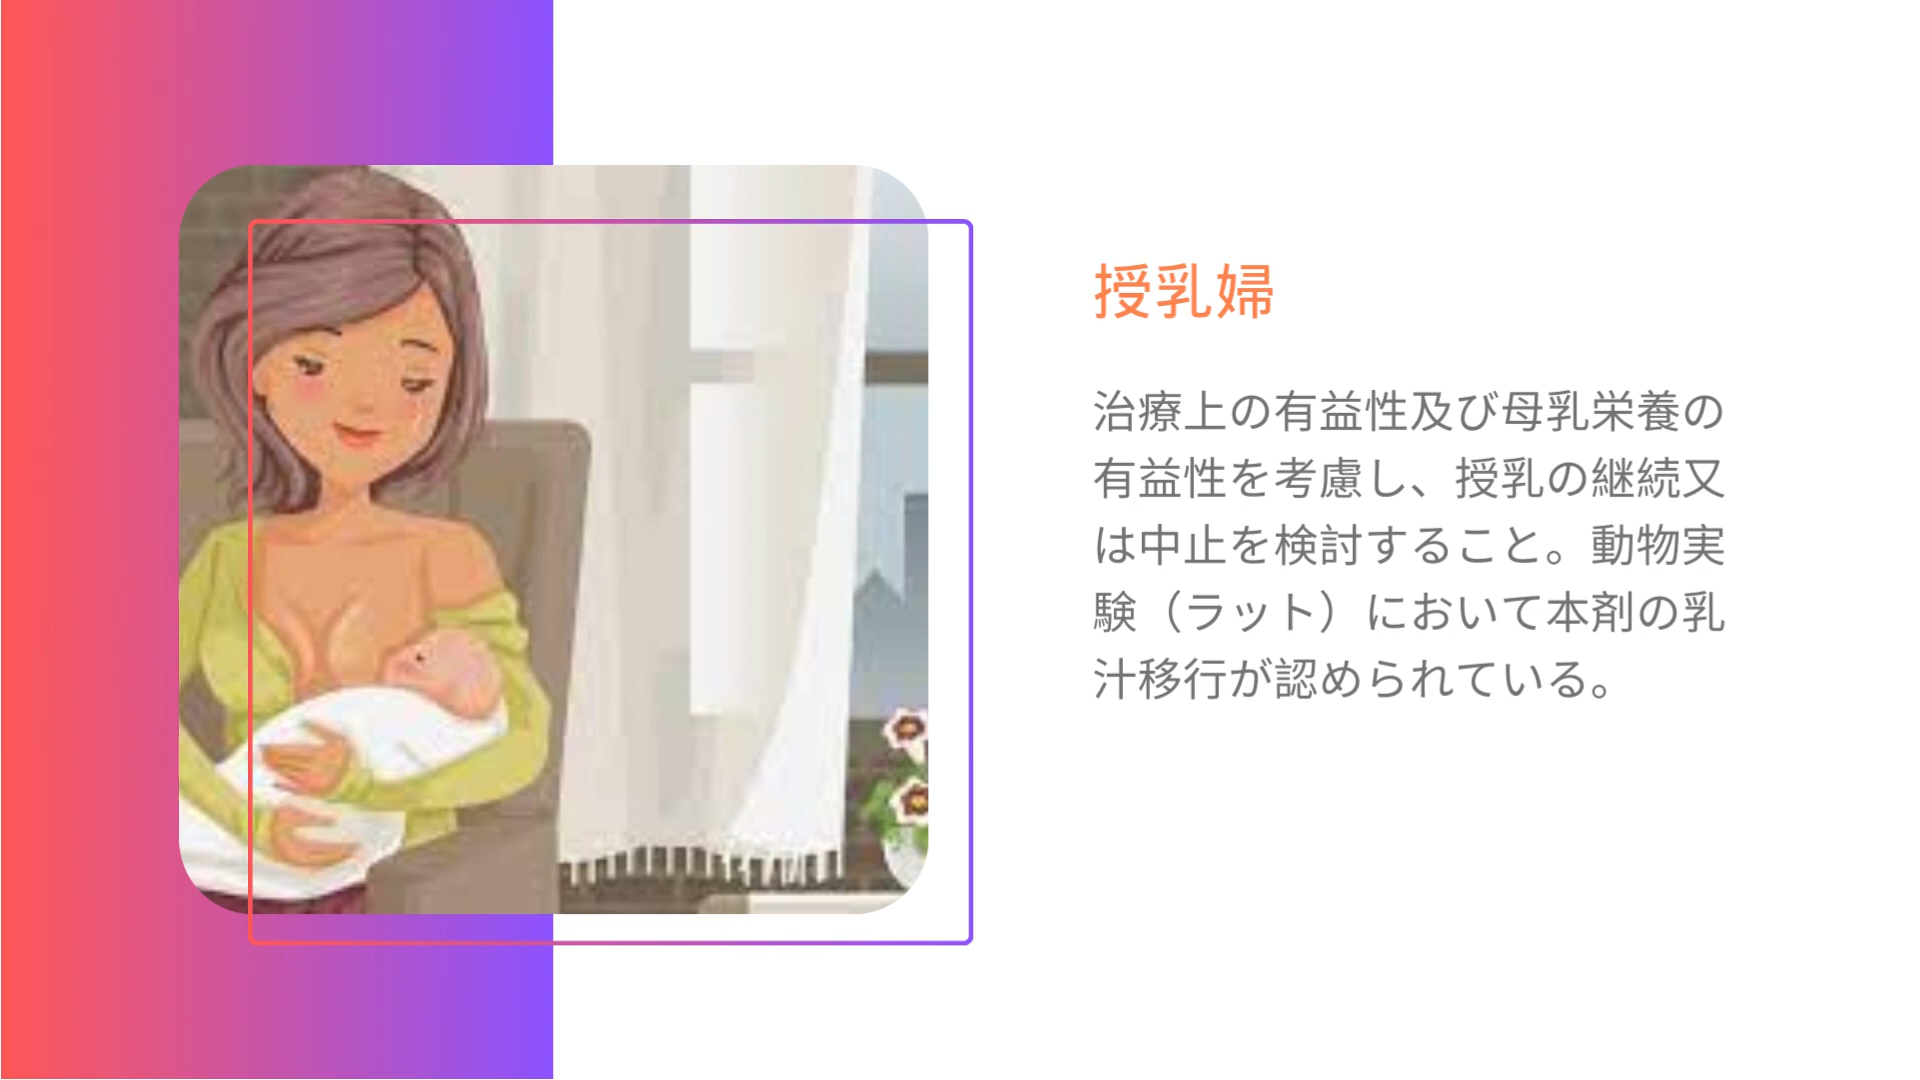 授乳婦
治療上の有益性及び母乳栄養の
有益性を考慮し、授乳の継続又
は中止を検討すること。動物実
験（ラット）において本剤の乳
汁移行が認められている。